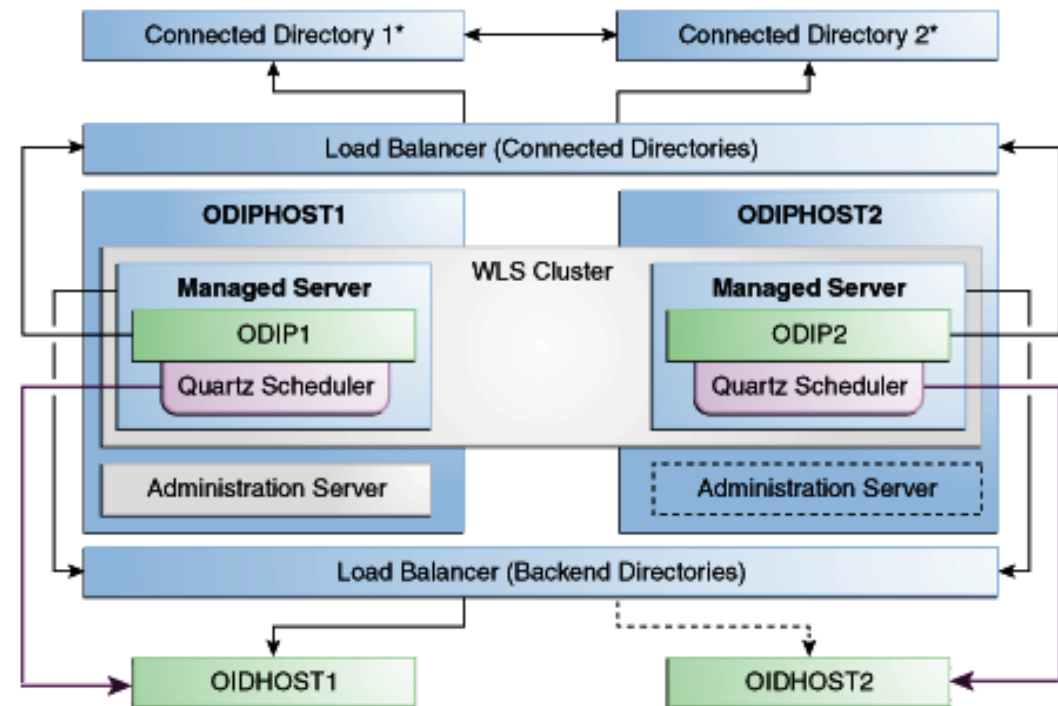 Connected Directory 1*
Connected Directory 2*
Load Balancer (Connected Directories)
ODIPHOST1
ODIPHOST2
WLS Cluster
Managed Server
Managed Server
ODIP1
ODIP2
Quartz Scheduler
Quartz Scheduler
Administration Server
Administration Server
Load Balancer (Backend Directories)
OIDHOST1
OIDHOST2